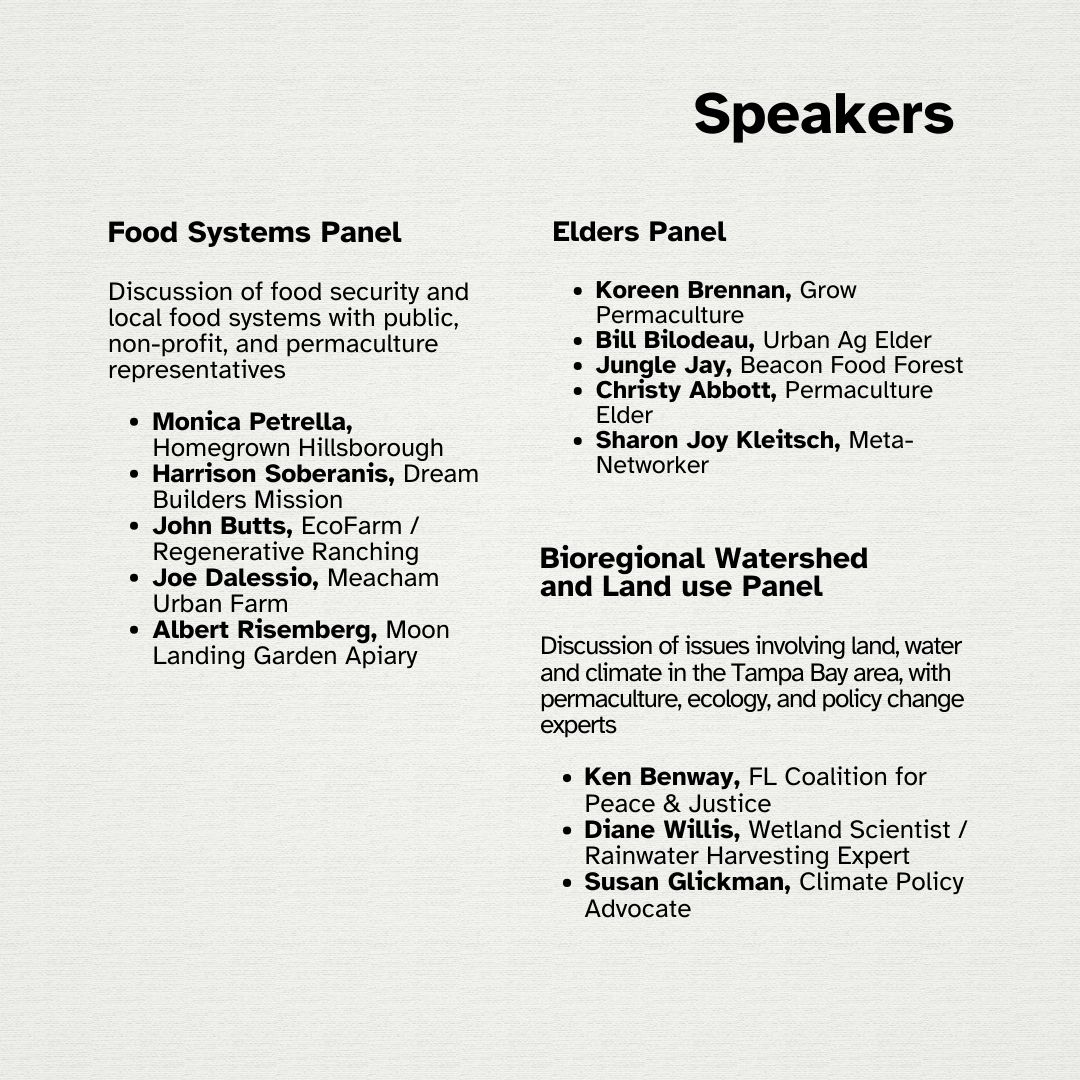 Speakers
Food Systems Panel
Discussion of food security and
local food systems with public,
non-profit, and permaculture
representatives
• Monica Petrella,
Homegrown Hillsborough
• Harrison Soberanis, Dream
Builders Mission
• John Butts, EcoFarm /
Regenerative Ranching
• Joe Dalessio, Meacham
Urban Farm
• Albert Risemberg, Moon
Landing Garden Apiary
Elders Panel
• Koreen Brennan, Grow
Permaculture
• Bill Bilodeau, Urban Ag Elder
• Jungle Jay, Beacon Food Forest
• Christy Abbott, Permaculture
Elder
• Sharon Joy Kleitsch, Meta-
Networker
Bioregional Watershed
and Land use Panel
Discussion of issues involving land, water
and climate in the Tampa Bay area, with
permaculture, ecology, and policy change
experts
• Ken Benway, FL Coalition for
Peace & Justice
• Diane Willis, Wetland Scientist /
Rainwater Harvesting Expert
• Susan Glickman, Climate Policy
Advocate